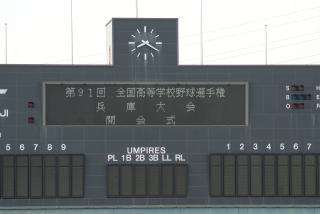 第91回 全国高等学校野球選手権
兵庫大会
開会式
S
B
O
JI
UMPIRES
5 6 7 8 9
PL 1B 2B 3B LL RL
1 2 3 4 5 6 7